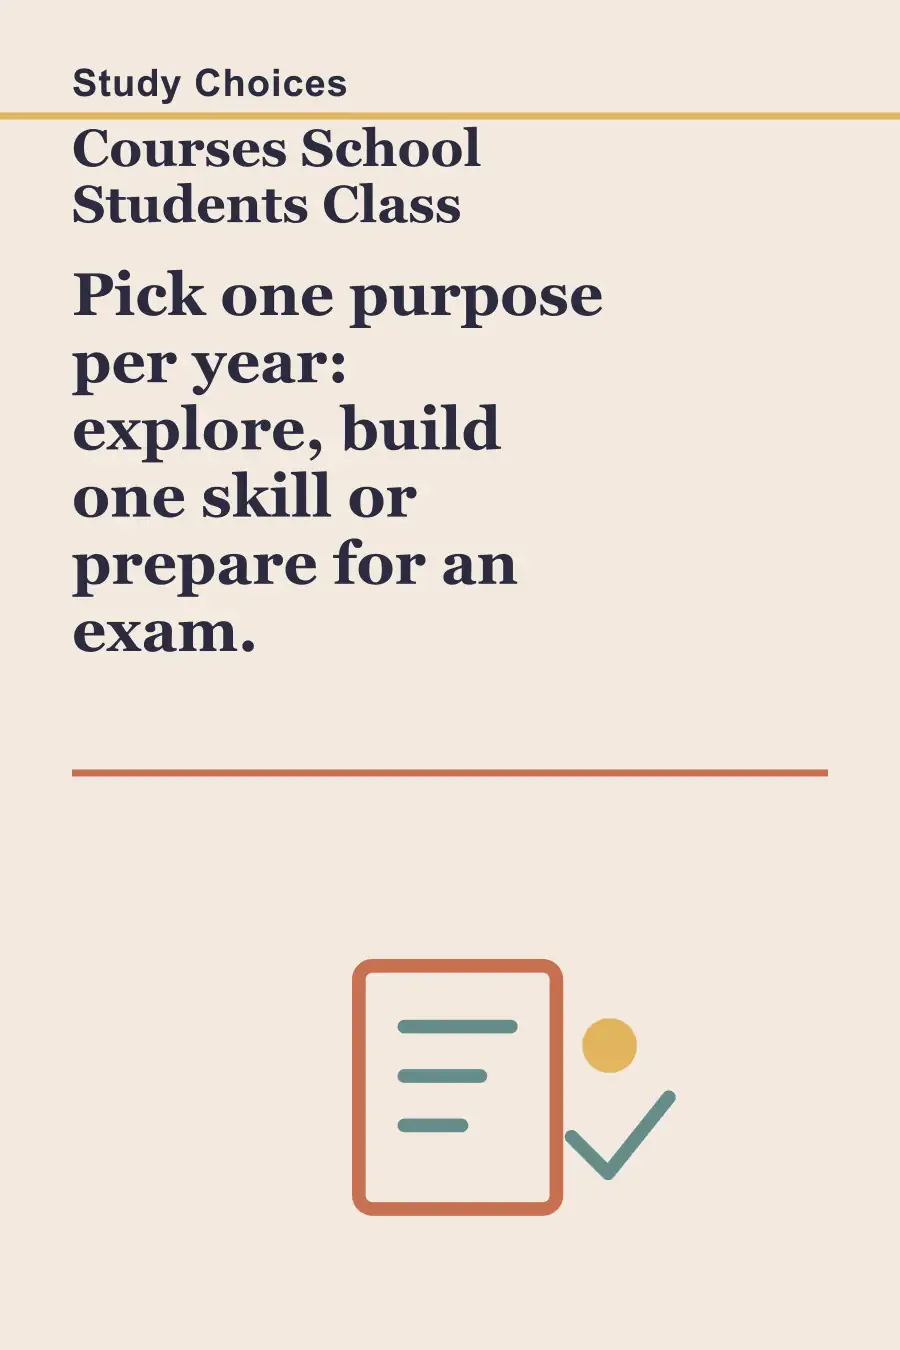 Study Choices
Courses School
Students Class
Pick one purpose
per year:
explore, build
one skill or
prepare for an
exam.